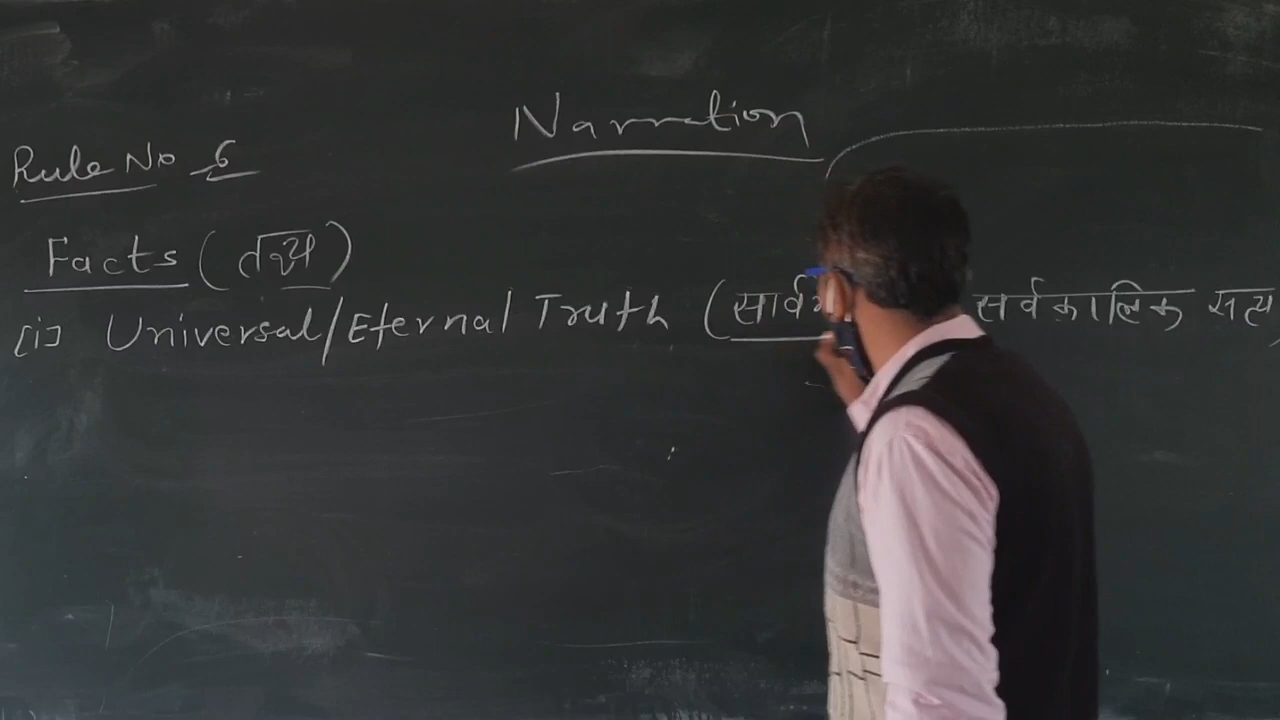 Narration
Rule No 6
Facts (तथ्य)
(i) Universal/Eternal Truth ( सर्वकालिक सत्य)